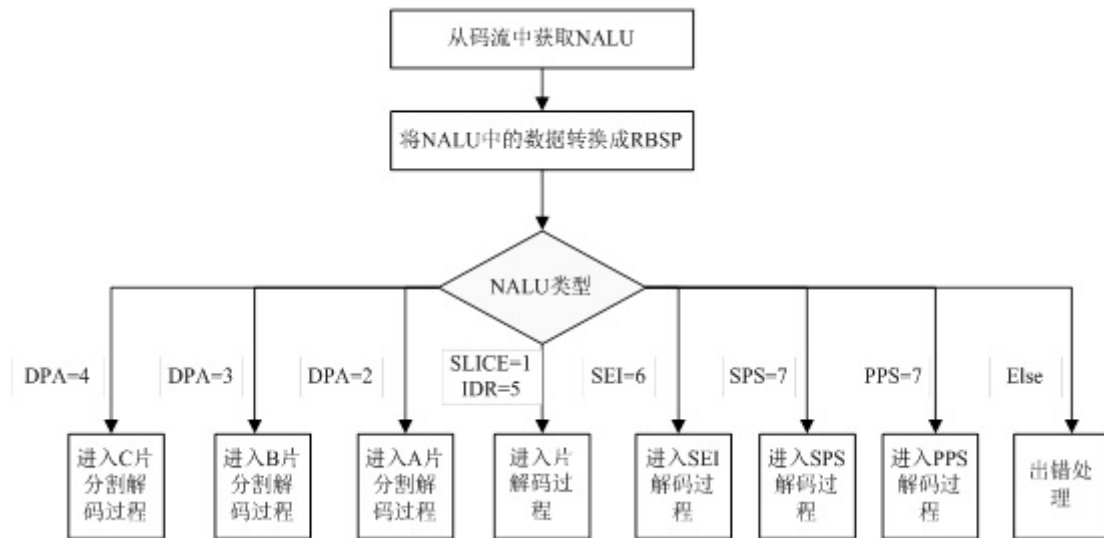 从码流中获取NALU
将NALU中的数据转换成RBSP
NALU类型
DPA=4
DPA=3
DPA=2
SLICE=1
IDR=5
SEI=6
SPS=7
PPS=7
Else
进入C片
分割解
码过程
进入B片
分割解
码过程
进入A片
分割解
码过程
进入片
解码过
程
进入SEI
解码过
程
进入SPS
解码过
程
进入PPS
解码过
程
出错处
理